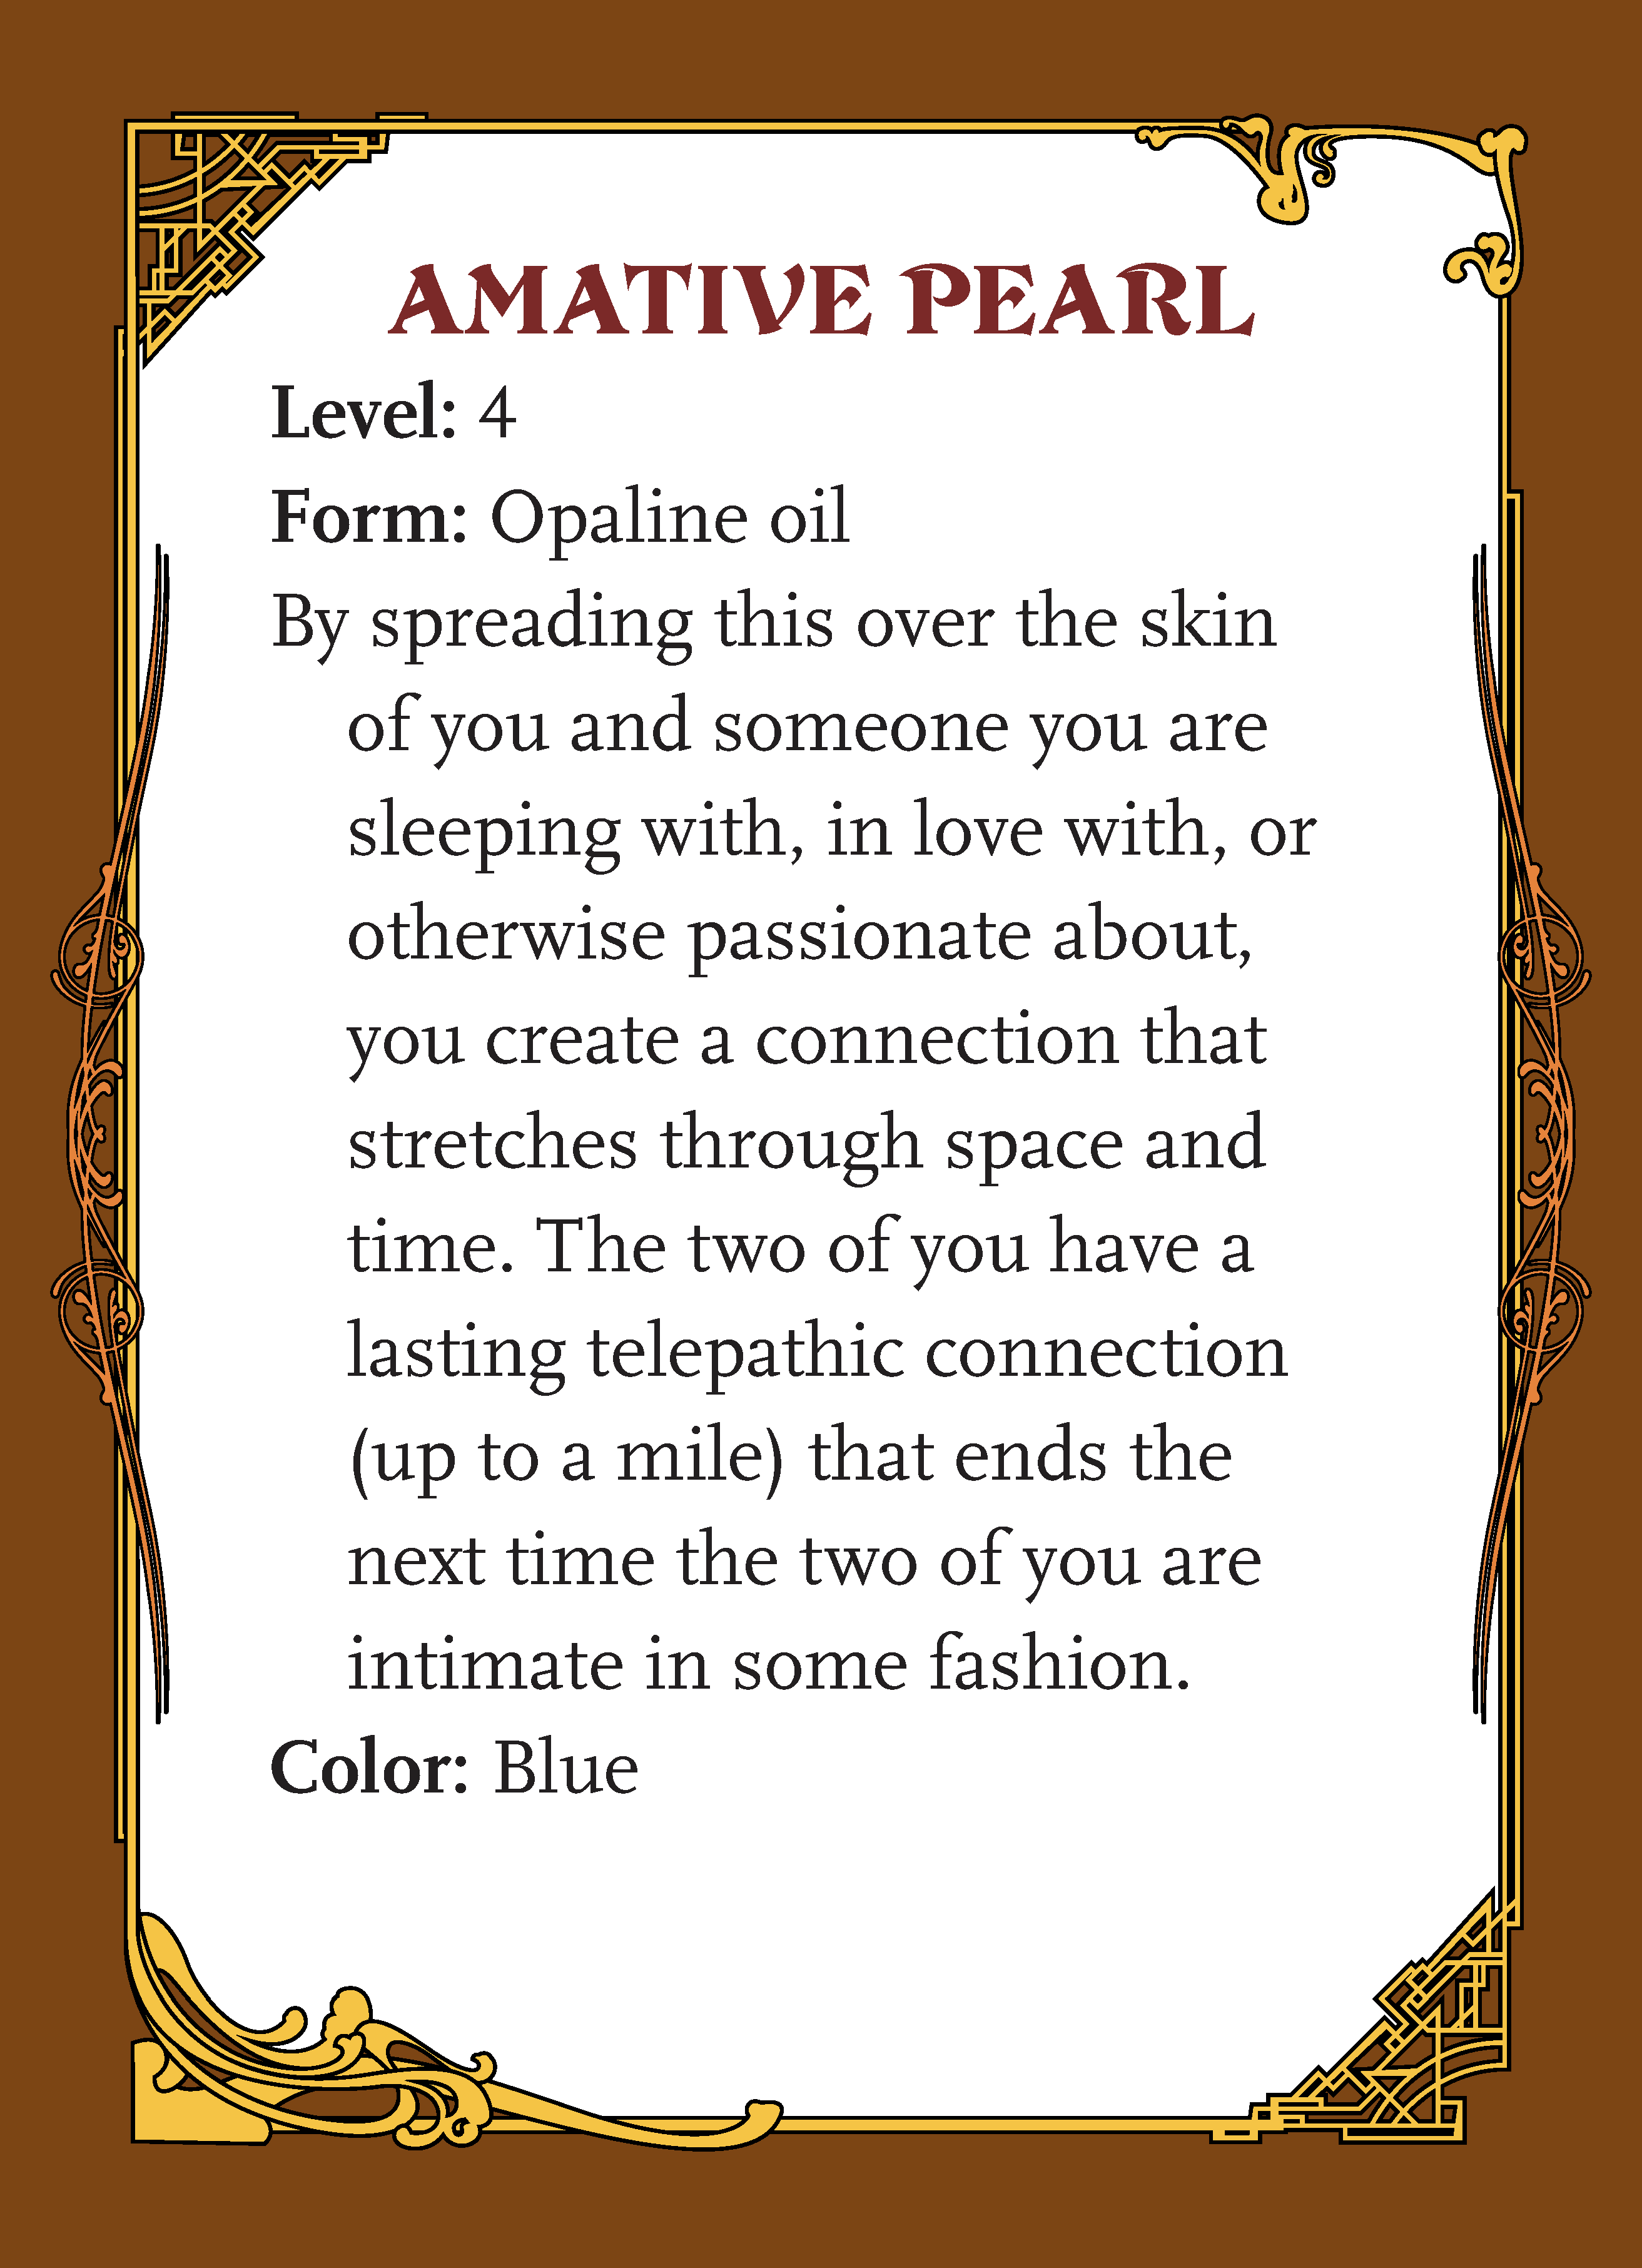 AMATIVE PEARL
Level: 4
Form: Opaline oil
By spreading this over the skin
of you and someone you are
sleeping with, in love with, or
otherwise passionate about,
you create a connection that
stretches through space and
time. The two of you have a
lasting telepathic connection
(up to a mile) that ends the
next time the two of you are
intimate in some fashion.
Color: Blue